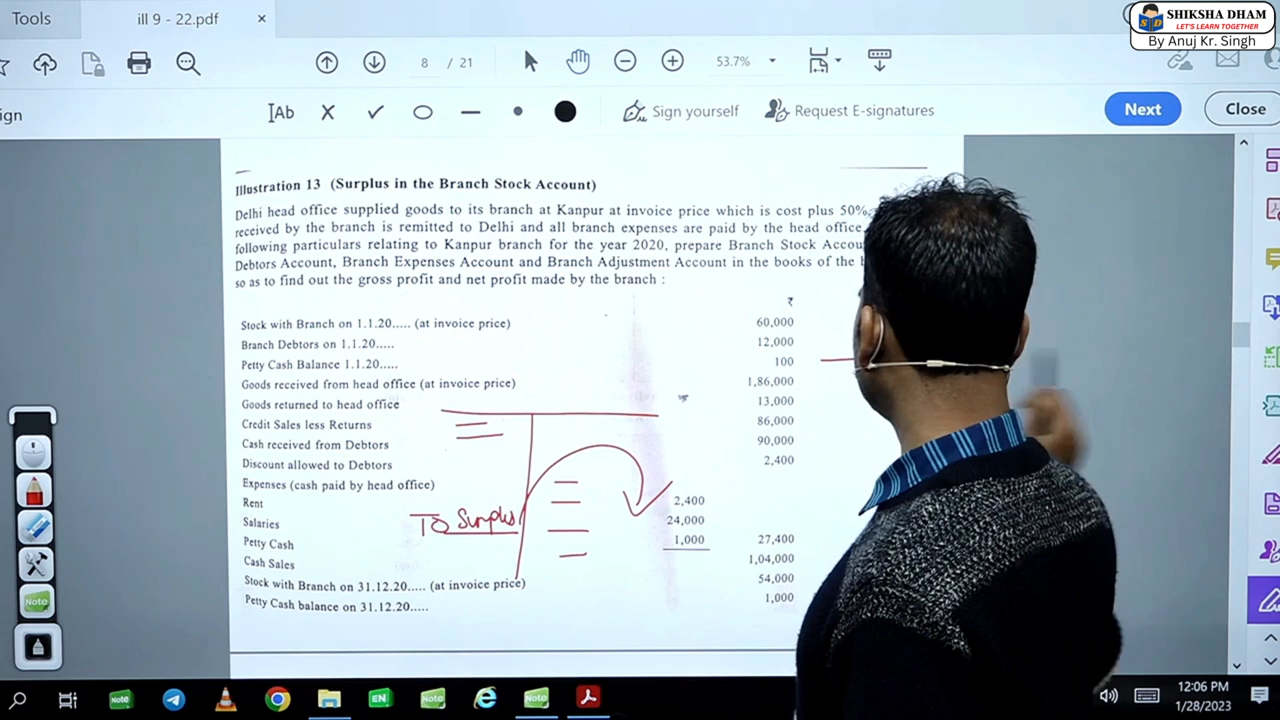 Tools
ill 9 - 22.pdf
SHIKSHA DHAM
LET'S LEARN TOGETHER
By Anuj Kr. Singh
8 / 21
53.7%
ign
Ab
Sign yourself
Request E-signatures
Next
Close
Illustration 13 (Surplus in the Branch Stock Account)
Delhi head office supplied goods to its branch at Kanpur at invoice price which is cost plus 50%.
received by the branch is remitted to Delhi and all branch expenses are paid by the head office.
following particulars relating to Kanpur branch for the year 2020, prepare Branch Stock Accou
Debtors Account, Branch Expenses Account and Branch Adjustment Account in the books of the
so as to find out the gross profit and net profit made by the branch :
₹
Stock with Branch on 1.1.20..... (at invoice price) 60,000
Branch Debtors on 1.1.20..... 12,000
Petty Cash Balance 1.1.20..... 100
Goods received from head office (at invoice price) 1,86,000
Goods returned to head office 13,000
Credit Sales less Returns 86,000
Cash received from Debtors 90,000
Discount allowed to Debtors 2,400
Expenses (cash paid by head office)
Rent 2,400
Salaries 24,000
TO Surplus
Petty Cash 1,000 27,400
Cash Sales 1,04,000
Stock with Branch on 31.12.20..... (at invoice price) 54,000
Petty Cash balance on 31.12.20..... 1,000
Note
Note
EN
Note
Note
12:06 PM
1/28/2023